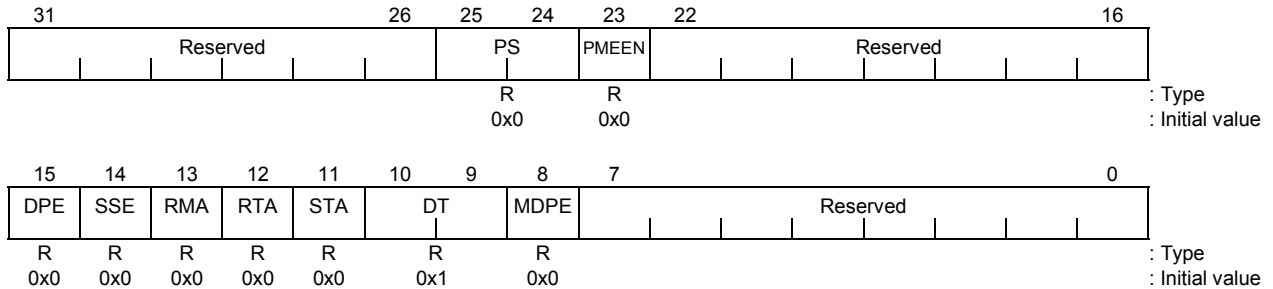 31 26 25 24 23 22 16
Reserved PS PMEEN Reserved
R R : Type
0x0 0x0 : Initial value
15 14 13 12 11 10 9 8 7 0
DPE SSE RMA RTA STA DT MDPE Reserved
R R R R R R R : Type
0x0 0x0 0x0 0x0 0x0 0x1 0x0 : Initial value